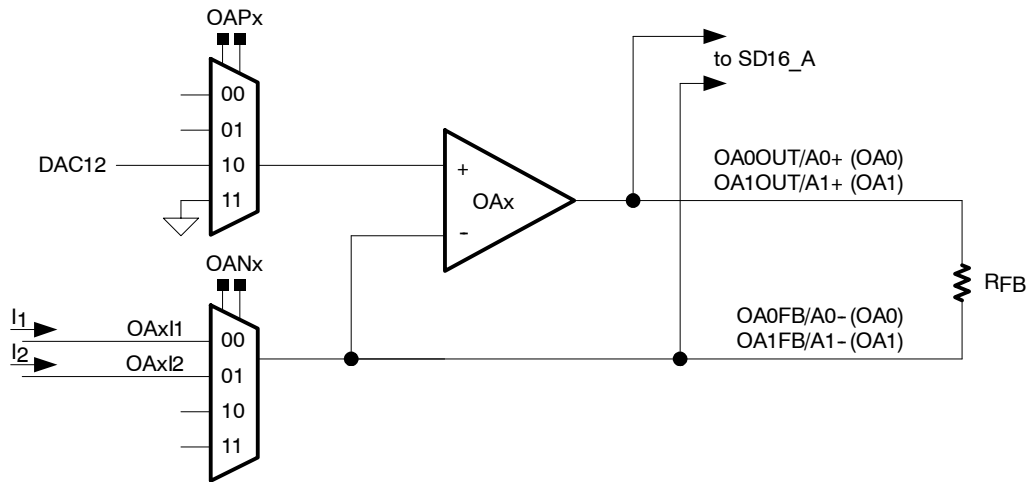 OAPx
00
01
DAC12
10
11
+
OAx
-
to SD16_A
OA0OUT/A0+ (OA0)
OA1OUT/A1+ (OA1)
RFB
OA0FB/A0- (OA0)
OA1FB/A1- (OA1)
OANx
I1
OAxI1
00
I2
OAxI2
01
10
11